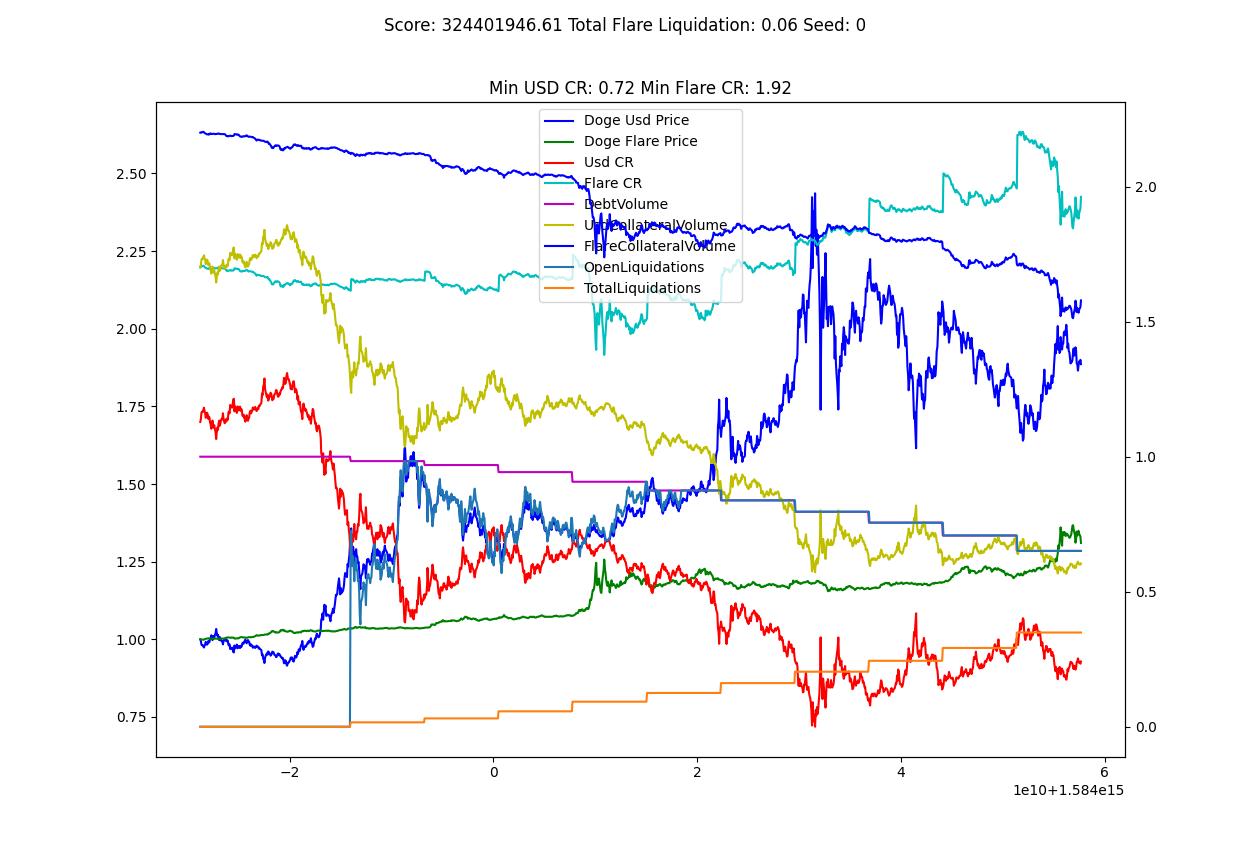 Score: 324401946.61 Total Flare Liquidation: 0.06 Seed: 0
Min USD CR: 0.72 Min Flare CR: 1.92
Doge Usd Price
Doge Flare Price
Usd CR
Flare CR
DebtVolume
UsdCollateralVolume
FlareCollateralVolume
OpenLiquidations
TotalLiquidations
2.50
2.25
2.00
1.75
1.50
1.25
1.00
0.75
2.0
1.5
1.0
0.5
0.0
−2
0
2
4
6
1e10+1.584e15